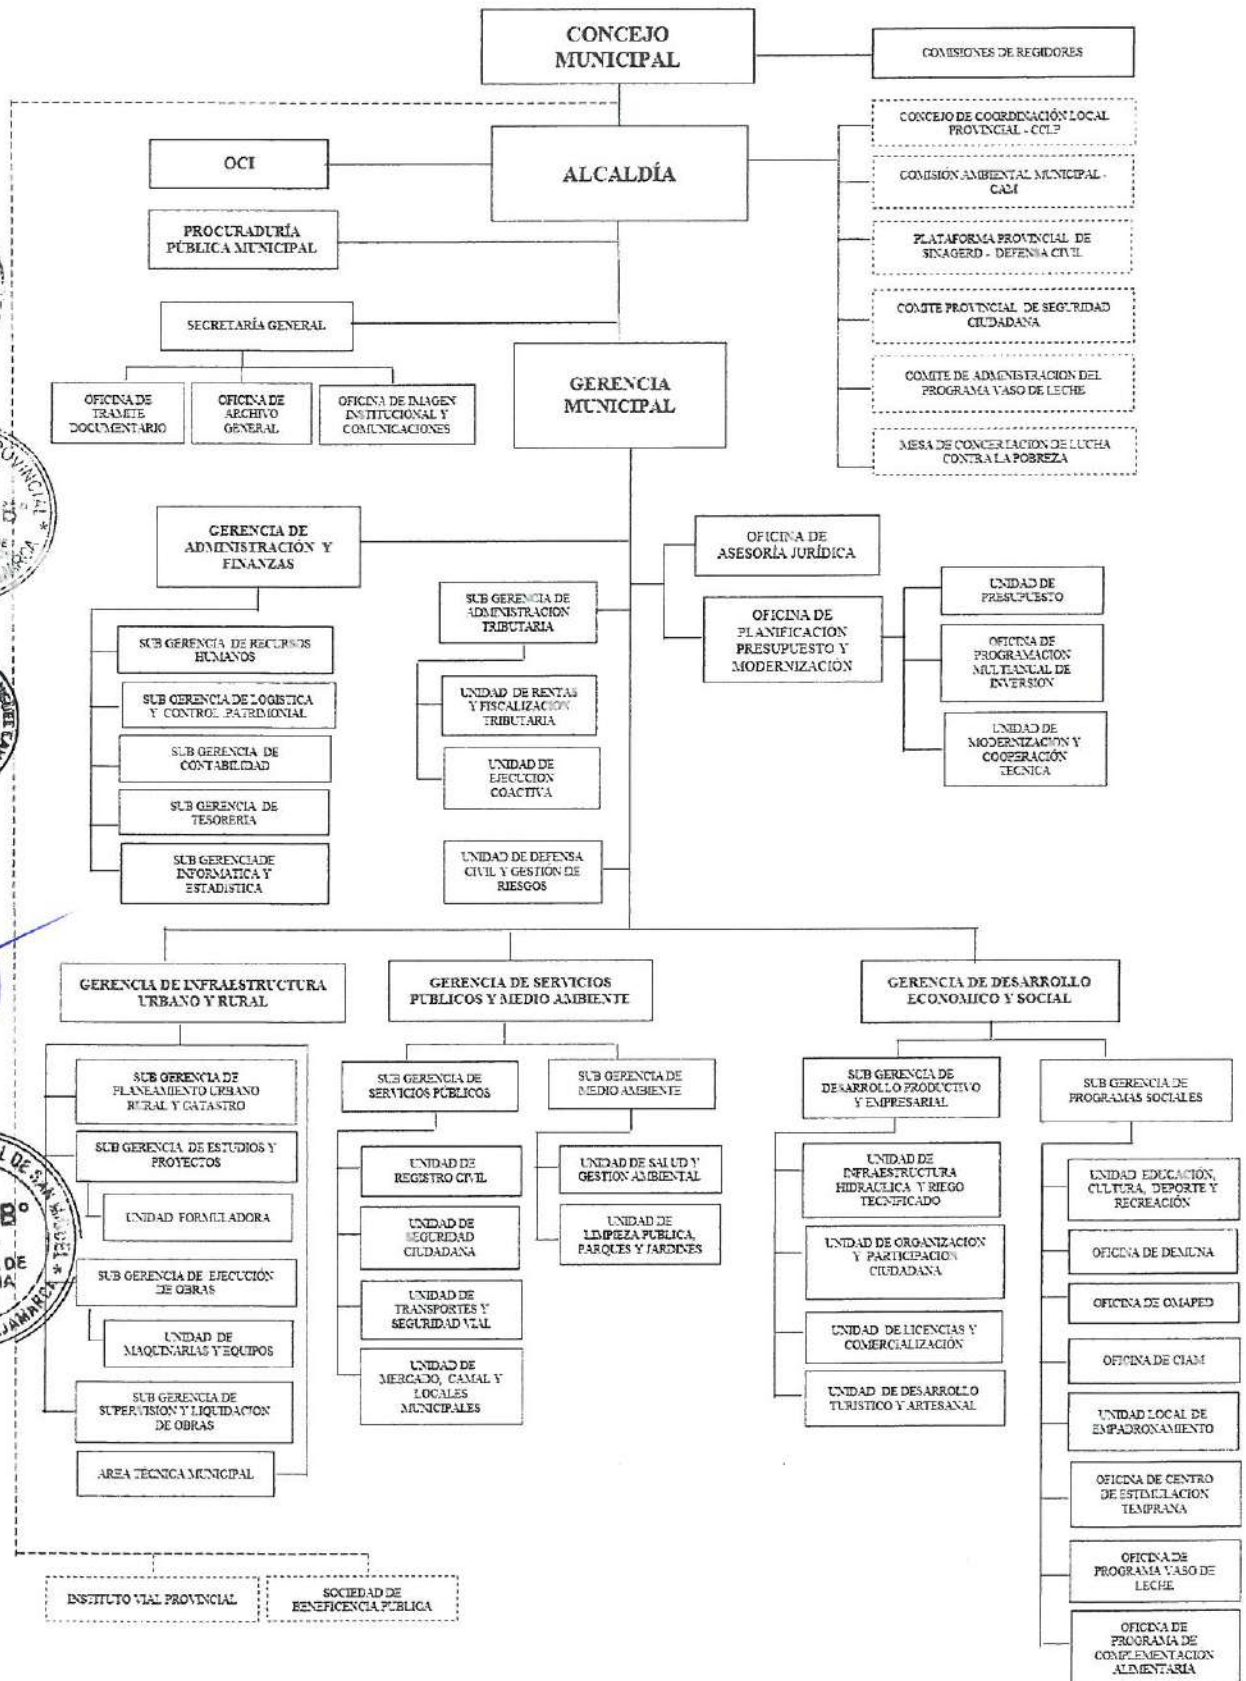 CONCEJO
MUNICIPAL
COMISIONES DE REGIDORES
CONCEJO DE COORDINACIÓN LOCAL
PROVINCIAL - CCLP
OCI
ALCALDÍA
COMISIÓN AMBIENTAL MUNICIPAL -
CAM
PROCURADURÍA
PÚBLICA MUNICIPAL
PLATAFORMA PROVINCIAL DE
SINAGERD - DEFENSA CIVIL
SECRETARÍA GENERAL
COMITE PROVINCIAL DE SEGURIDAD
CIUDADANA
OFICINA DE
TRAMITE
DOCUMENTARIO
OFICINA DE
ARCHIVO
GENERAL
OFICINA DE IMAGEN
INSTITUCIONAL Y
COMUNICACIONES
GERENCIA
MUNICIPAL
COMITE DE ADMINISTRACION DEL
PROGRAMA VASO DE LECHE
MESA DE CONCERTACION DE LUCHA
CONTRA LA POBREZA
GERENCIA DE
ADMINISTRACIÓN Y
FINANZAS
OFICINA DE
ASESORÍA JURÍDICA
SUB GERENCIA DE
ADMINISTRACION
TRIBUTARIA
OFICINA DE
PLANIFICACION
PRESUPUESTO Y
MODERNIZACIÓN
UNIDAD DE
PRESUPUESTO
SUB GERENCIA DE RECURSOS
HUMANOS
OFICINA DE
PROGRAMACION
MULTIANUAL DE
INVERSION
SUB GERENCIA DE LOGISTICA
Y CONTROL PATRIMONIAL
UNIDAD DE RENTAS
Y FISCALIZACION
TRIBUTARIA
UNIDAD DE
MODERNIZACION Y
COOPERACIÓN
TECNICA
SUB GERENCIA DE
CONTABILIDAD
UNIDAD DE
EJECUCION
COACTIVA
SUB GERENCIA DE
TESORERIA
SUB GERENCIADE
INFORMATICA Y
ESTADISTICA
UNIDAD DE DEFENSA
CIVIL Y GESTIÓN DE
RIESGOS
GERENCIA DE INFRAESTRUCTURA
URBANO Y RURAL
GERENCIA DE SERVICIOS
PUBLICOS Y MEDIO AMBIENTE
GERENCIA DE DESARROLLO
ECONOMICO Y SOCIAL
SUB GERENCIA DE
PLANEAMIENTO URBANO
RURAL Y CATASTRO
SUB GERENCIA DE
SERVICIOS PÚBLICOS
SUB GERENCIA DE
MEDIO AMBIENTE
SUB GERENCIA DE
DESARROLLO PRODUCTIVO
Y EMPRESARIAL
SUB GERENCIA DE
PROGRAMAS SOCIALES
SUB GERENCIA DE ESTUDIOS Y
PROYECTOS
UNIDAD DE
REGISTRO CIVIL
UNIDAD DE SALUD Y
GESTION AMBIENTAL
UNIDAD DE
INFRAESTRUCTURA
HIDRAULICA Y RIEGO
TECNIFICADO
UNIDAD EDUCACIÓN,
CULTURA, DEPORTE Y
RECREACIÓN
UNIDAD FORMULADORA
UNIDAD DE
SEGURIDAD
CIUDADANA
UNIDAD DE
LIMPIEZA PUBLICA,
PARQUES Y JARDINES
UNIDAD DE ORGANIZACION
Y PARTICIPACION
CIUDADANA
OFICINA DE DEMUNA
SUB GERENCIA DE EJECUCIÓN
DE OBRAS
UNIDAD DE
TRANSPORTES Y
SEGURIDAD VIAL
OFICINA DE OMAPED
UNIDAD DE
MAQUINARIAS Y EQUIPOS
UNIDAD DE LICENCIAS Y
COMERCIALIZACIÓN
OFICINA DE CIAM
UNIDAD DE
MERCADO, CAMAL Y
LOCALES
MUNICIPALES
SUB GERENCIA DE
SUPERVISION Y LIQUIDACION
DE OBRAS
UNIDAD DE DESARROLLO
TURISTICO Y ARTESANAL
UNIDAD LOCAL DE
EMPADRONAMIENTO
AREA TÉCNICA MUNICIPAL
OFICINA DE CENTRO
DE ESTIMULACION
TEMPRANA
OFICINA DE
PROGRAMA VASO DE
LECHE
INSTITUTO VIAL PROVINCIAL
SOCIEDAD DE
BENEFICENCIA PUBLICA
OFICINA DE
PROGRAMA DE
COMPLEMENTACION
ALIMENTARIA